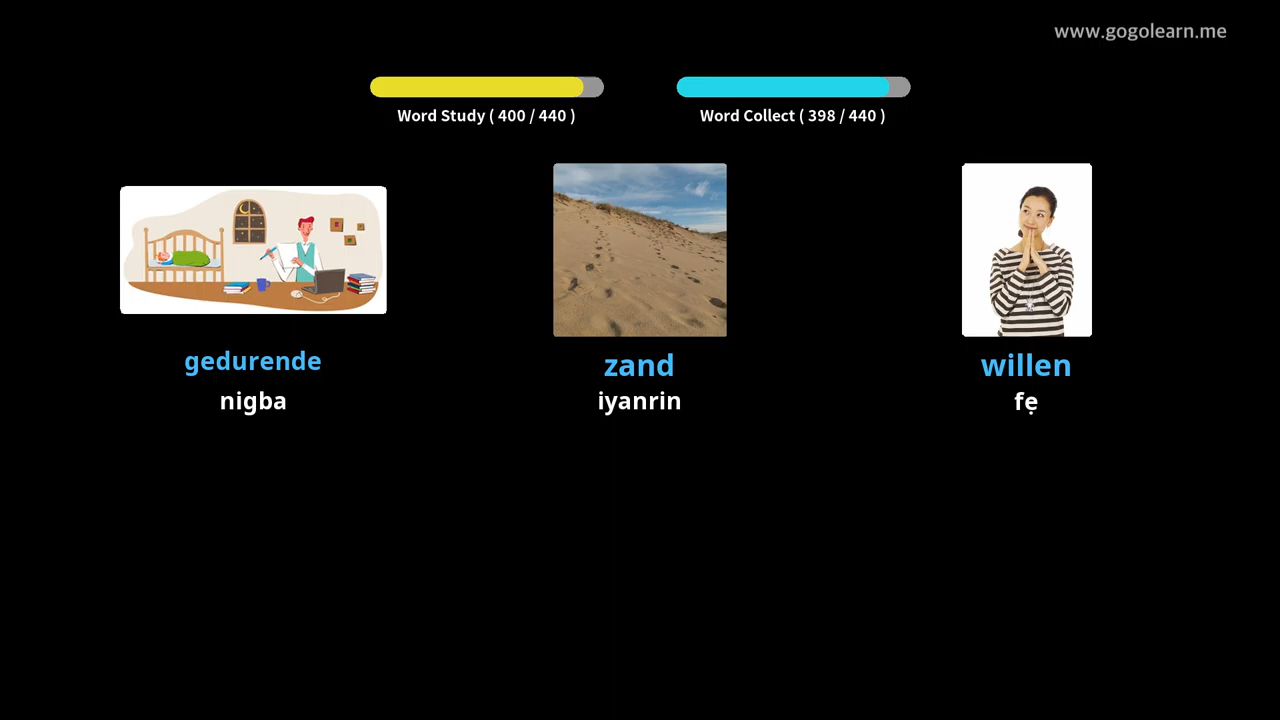 www.gogolearn.me
Word Study ( 400 / 440 )
Word Collect ( 398 / 440 )
gedurende
nigba
zand
iyanrin
willen
fẹ